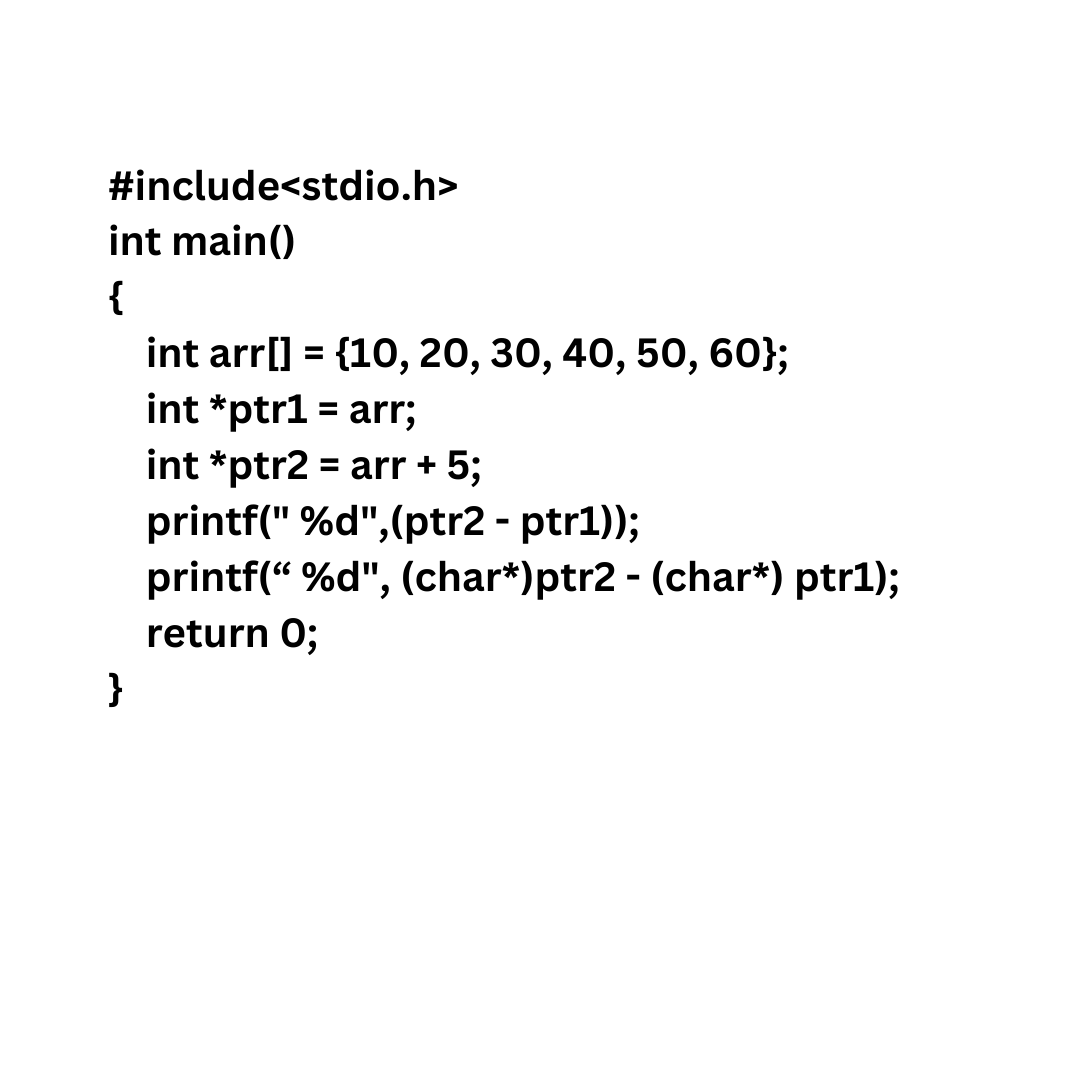 #include<stdio.h>
int main()
{
    int arr[] = {10, 20, 30, 40, 50, 60};
    int *ptr1 = arr;
    int *ptr2 = arr + 5;
    printf(" %d",(ptr2 - ptr1));
    printf(“ %d", (char*)ptr2 - (char*) ptr1);
    return 0;
}